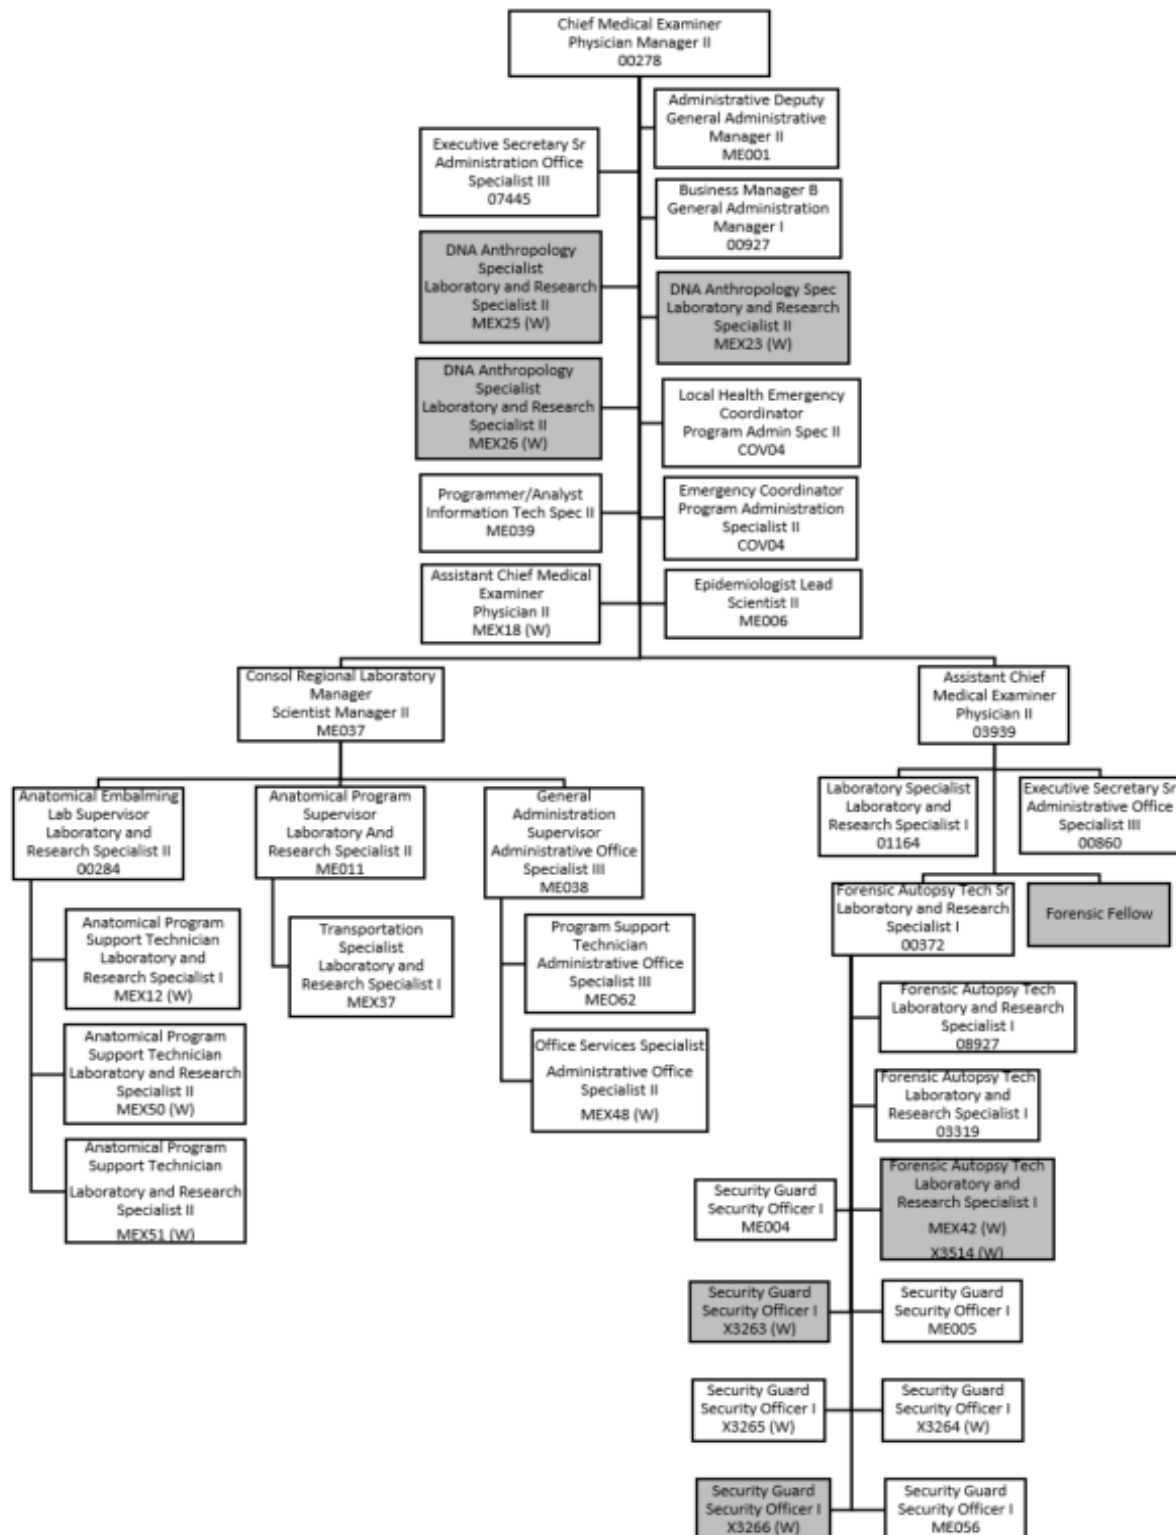 Chief Medical Examiner
Physician Manager II
00278
Administrative Deputy
General Administrative
Manager II
ME001
Executive Secretary Sr
Administration Office
Specialist III
07445
Business Manager B
General Administration
Manager I
00927
DNA Anthropology
Specialist
Laboratory and Research
Specialist II
MEX25 (W)
DNA Anthropology Spec
Laboratory and Research
Specialist II
MEX23 (W)
DNA Anthropology
Specialist
Laboratory and Research
Specialist II
MEX26 (W)
Local Health Emergency
Coordinator
Program Admin Spec II
COV04
Programmer/Analyst
Information Tech Spec II
ME039
Emergency Coordinator
Program Administration
Specialist II
COV04
Assistant Chief Medical
Examiner
Physician II
MEX18 (W)
Epidemiologist Lead
Scientist II
ME006
Consol Regional Laboratory
Manager
Scientist Manager II
ME037
Assistant Chief
Medical Examiner
Physician II
03939
Anatomical Embalming
Lab Supervisor
Laboratory and
Research Specialist II
00284
Anatomical Program
Supervisor
Laboratory And
Research Specialist II
ME011
General
Administration
Supervisor
Administrative Office
Specialist III
ME038
Laboratory Specialist
Laboratory and
Research Specialist I
01164
Executive Secretary Sr
Administrative Office
Specialist III
00860
Anatomical Program
Support Technician
Laboratory and
Research Specialist I
MEX12 (W)
Transportation
Specialist
Laboratory and
Research Specialist I
MEX37
Program Support
Technician
Administrative Office
Specialist III
MEO62
Forensic Autopsy Tech Sr
Laboratory and Research
Specialist I
00372
Forensic Fellow
Anatomical Program
Support Technician
Laboratory and Research
Specialist II
MEX50 (W)
Office Services Specialist
Administrative Office
Specialist II
MEX48 (W)
Forensic Autopsy Tech
Laboratory and Research
Specialist I
08927
Forensic Autopsy Tech
Laboratory and
Research Specialist I
03319
Anatomical Program
Support Technician
Laboratory and Research
Specialist II
MEX51 (W)
Security Guard
Security Officer I
ME004
Forensic Autopsy Tech
Laboratory and
Research Specialist I
MEX42 (W)
X3514 (W)
Security Guard
Security Officer I
X3263 (W)
Security Guard
Security Officer I
ME005
Security Guard
Security Officer I
X3265 (W)
Security Guard
Security Officer I
X3264 (W)
Security Guard
Security Officer I
X3266 (W)
Security Guard
Security Officer I
ME056